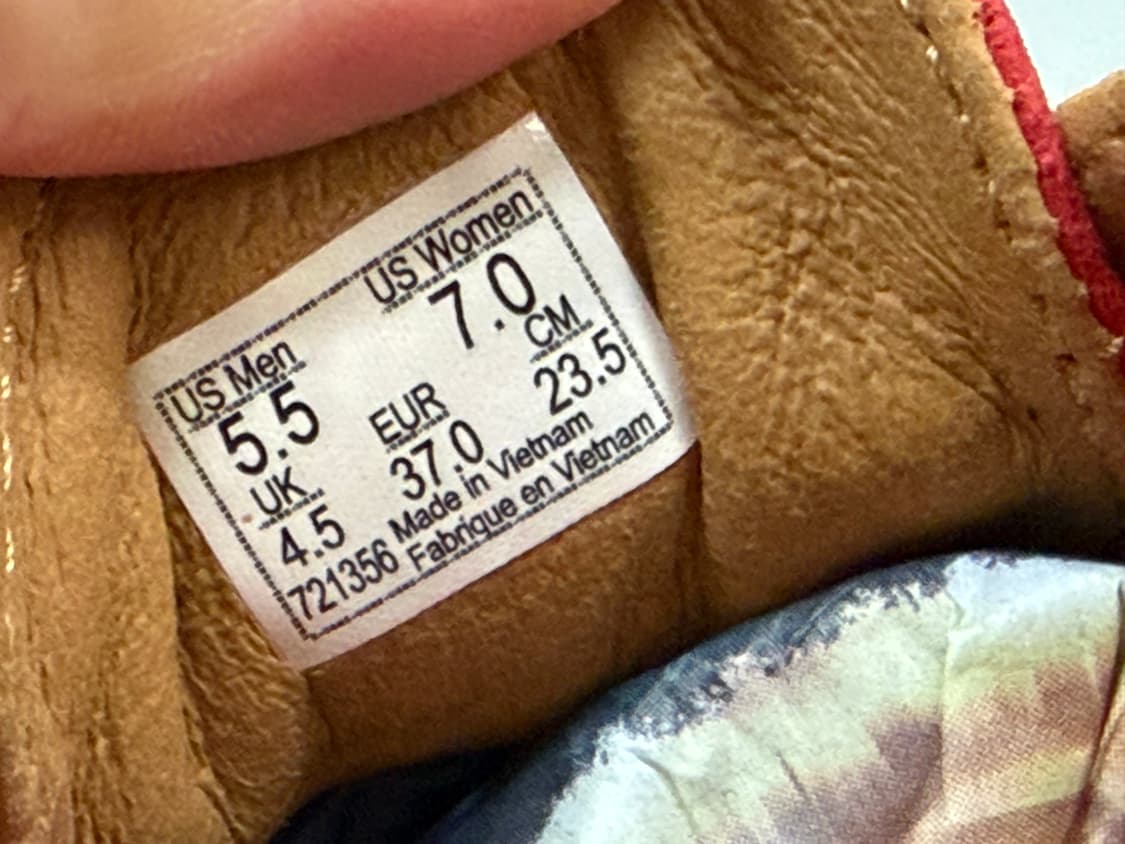 US Men US Women
5.5 7.0
UK EUR CM
4.5 37.0 23.5
721356 Made in Vietnam
Fabrique en Vietnam